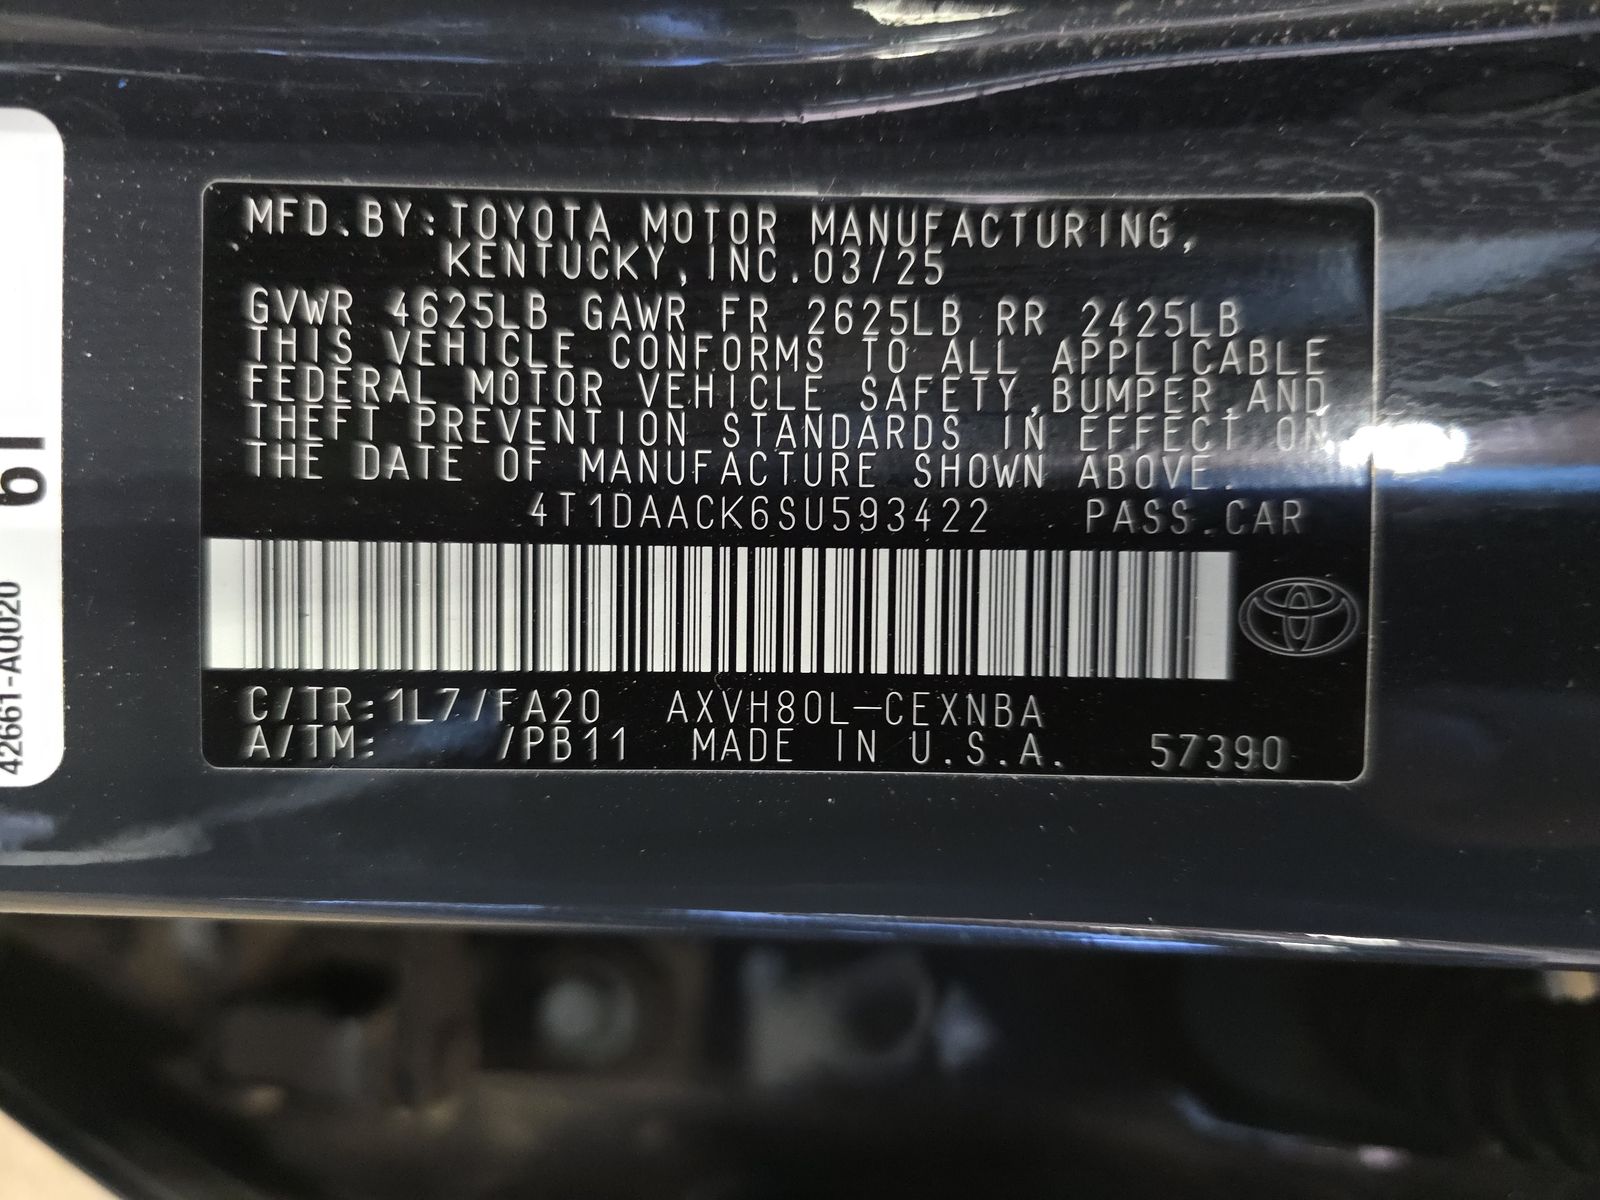 MFD.BY:TOYOTA MOTOR MANUFACTURING,
KENTUCKY,INC.03/25
GVWR 4625LB GAWR FR 2625LB RR 2425LB
THIS VEHICLE CONFORMS TO ALL APPLICABLE
FEDERAL MOTOR VEHICLE SAFETY,BUMPER,AND
THEFT PREVENTION STANDARDS IN EFFECT ON
THE DATE OF MANUFACTURE SHOWN ABOVE.
4T1DAACK6SU593422 PASS.CAR
C/TR:1L7/FA20 AXVH80L-CEXNBA
A/TM: /PB11 MADE IN U.S.A. 57390
42661-AQ020